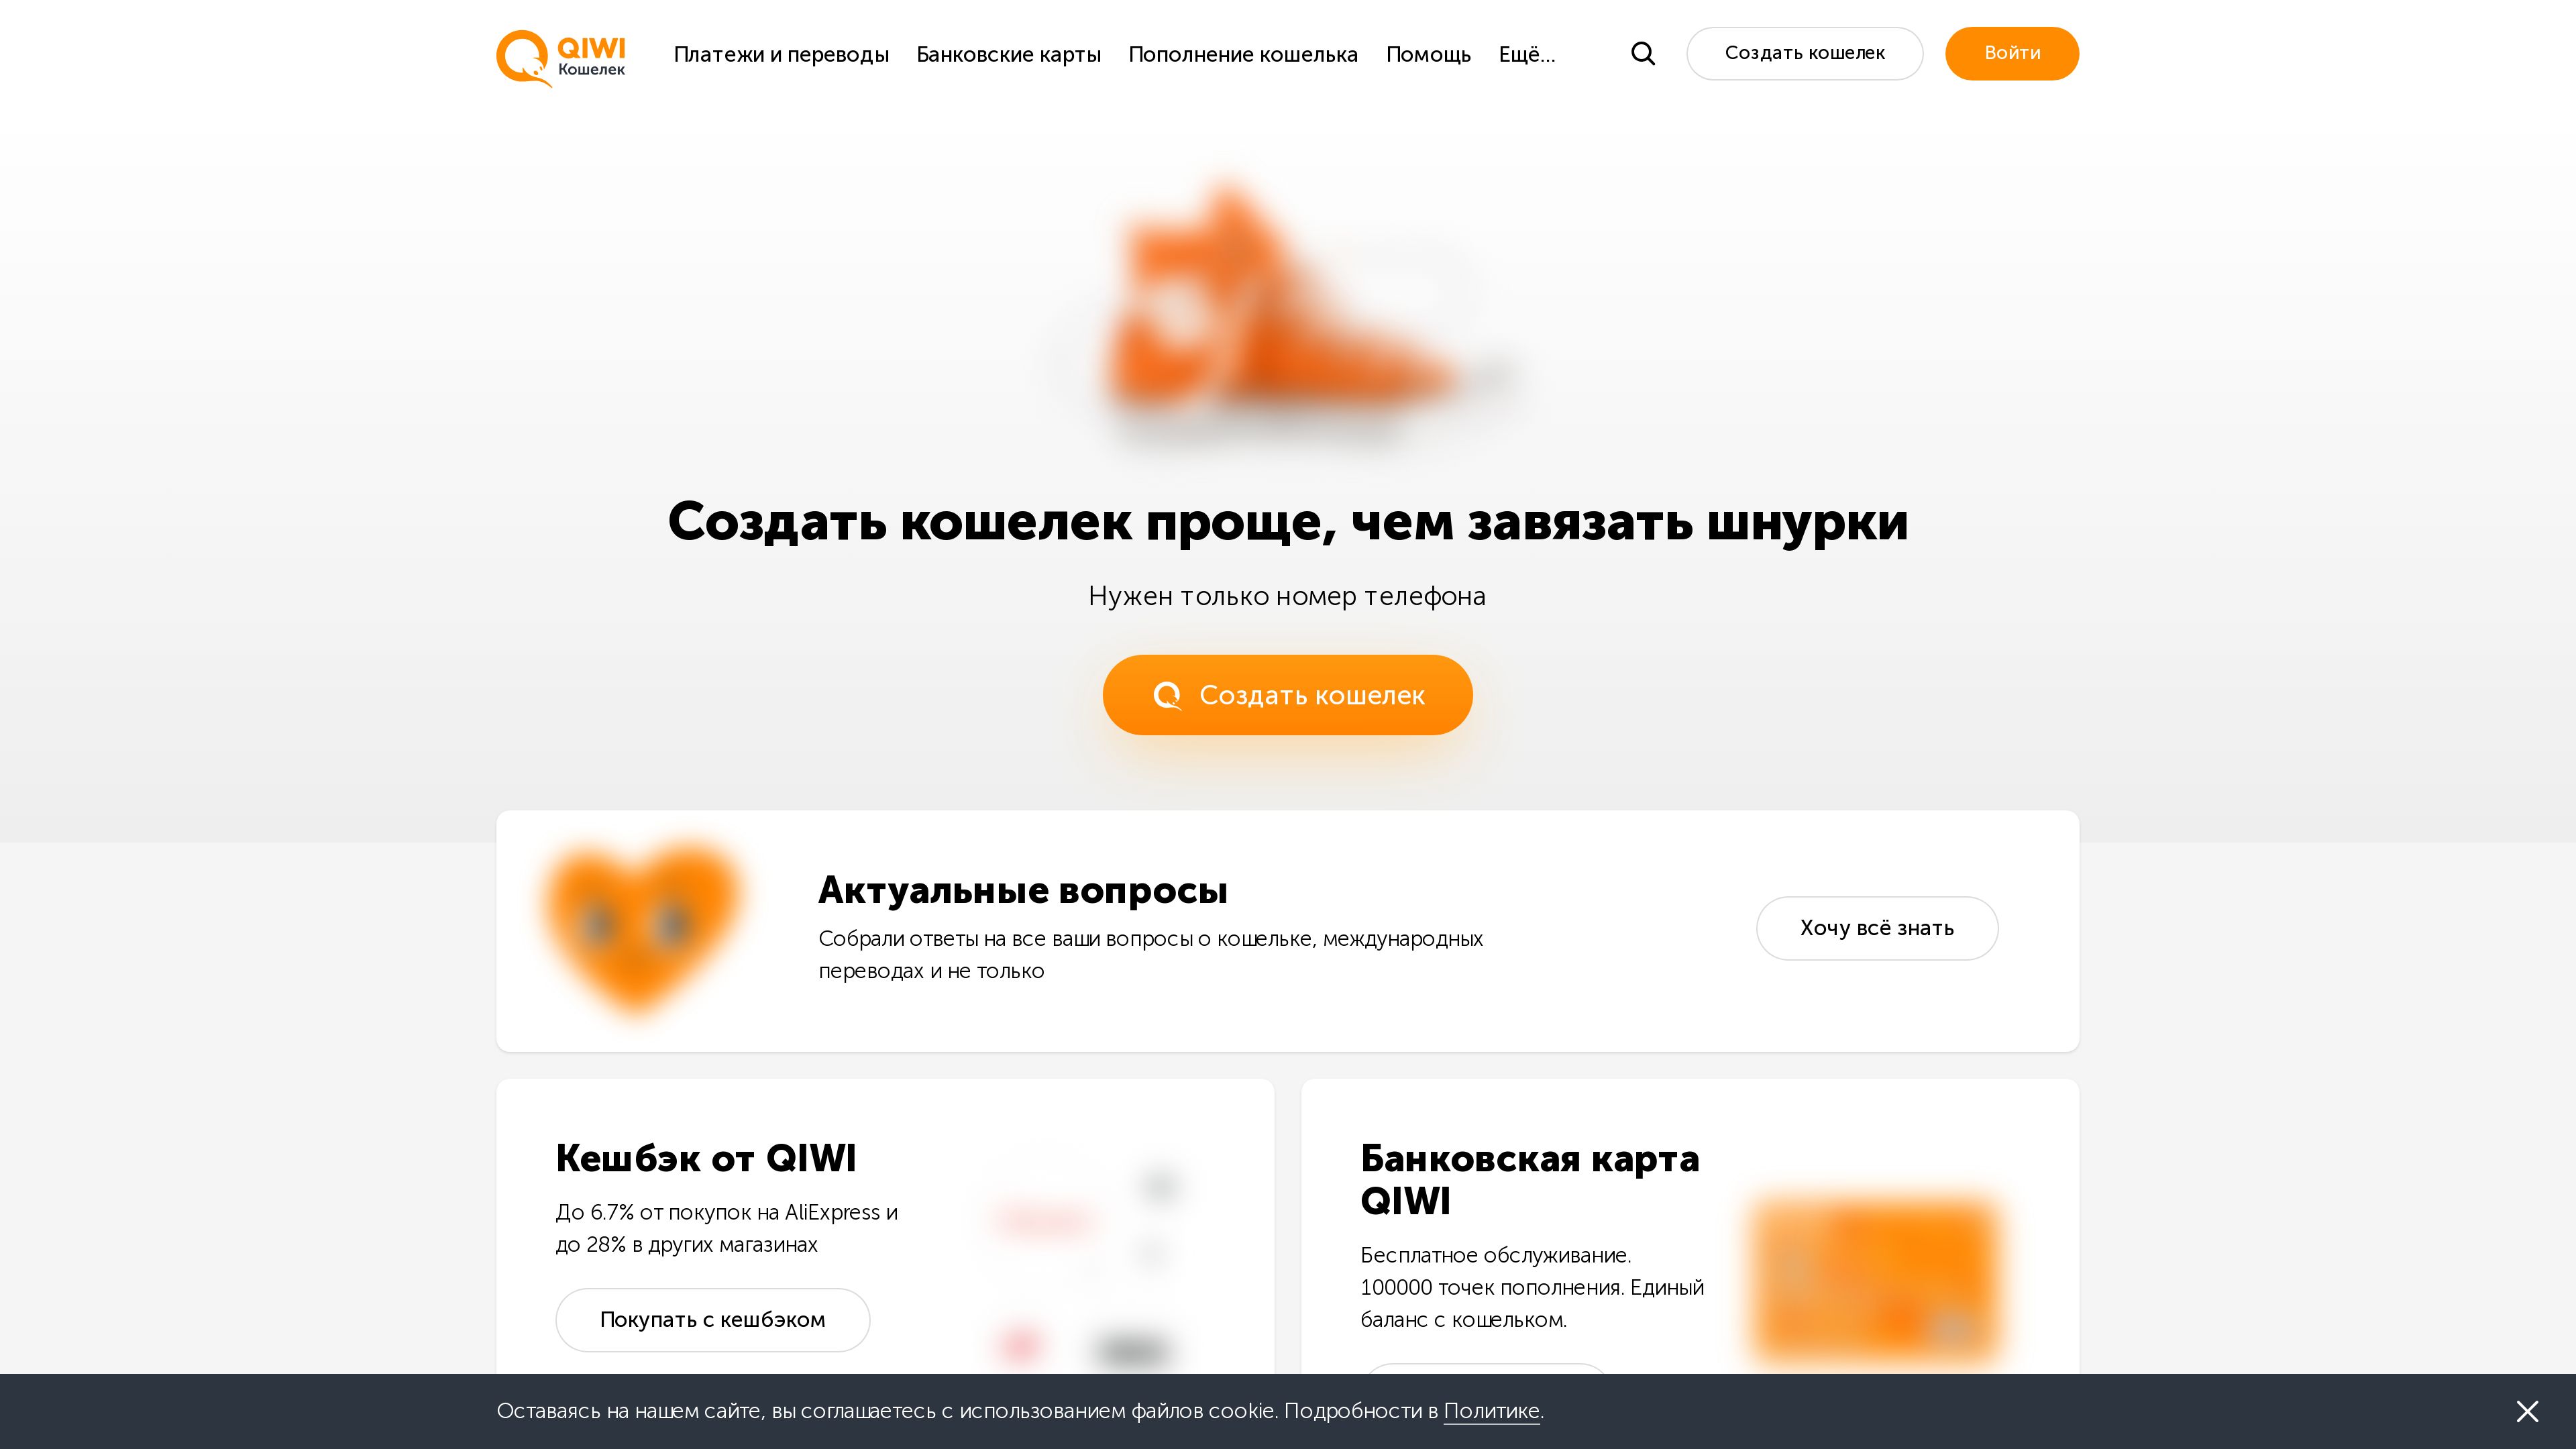 QIWI
Кошелек
Платежи и переводы
Банковские карты
Пополнение кошелька
Помощь
Ещё...
Создать кошелек
Войти
Создать кошелек проще, чем завязать шнурки
Нужен только номер телефона
Создать кошелек
Актуальные вопросы
Собрали ответы на все ваши вопросы о кошельке, международных
переводах и не только
Хочу всё знать
Кешбэк от QIWI
До 6.7% от покупок на AliExpress и
до 28% в других магазинах
Покупать с кешбэком
Банковская карта
QIWI
Бесплатное обслуживание.
100000 точек пополнения. Единый
баланс с кошельком.
Оставаясь на нашем сайте, вы соглашаетесь с использованием файлов cookie. Подробности в Политике.